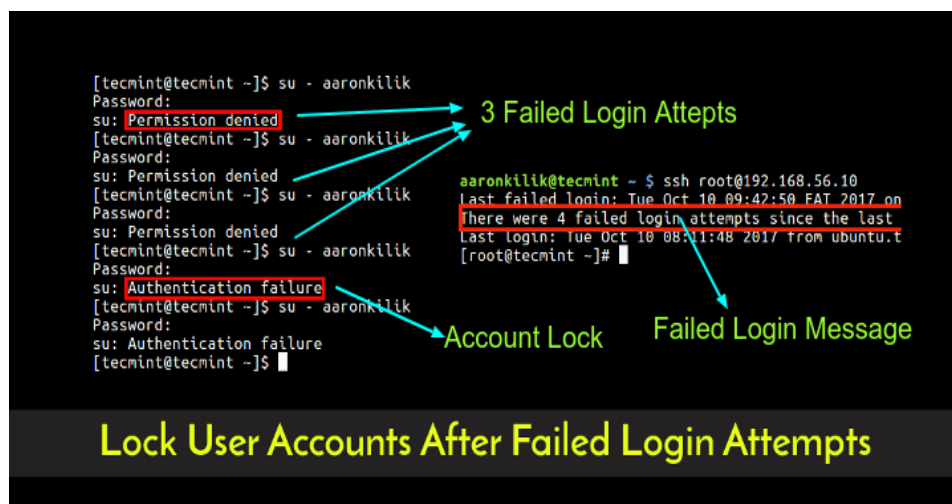 [tecmint@tecmint ~]$ su - aaronkilik
Password:
su: Permission denied
[tecmint@tecmint ~]$ su - aaronkilik
Password:
su: Permission denied
[tecmint@tecmint ~]$ su - aaronkilik
Password:
su: Permission denied
[tecmint@tecmint ~]$ su - aaronkilik
Password:
su: Authentication failure
[tecmint@tecmint ~]$ su - aaronkilik
Password:
su: Authentication failure
[tecmint@tecmint ~]$
3 Failed Login Attepts
aaronkilik@tecmint ~ $ ssh root@192.168.56.10
Last failed login: Tue Oct 10 09:42:50 EAT 2017 on
There were 4 failed login attempts since the last
Last login: Tue Oct 10 08:11:48 2017 from ubuntu.t
[root@tecmint ~]#
Account Lock
Failed Login Message
Lock User Accounts After Failed Login Attempts